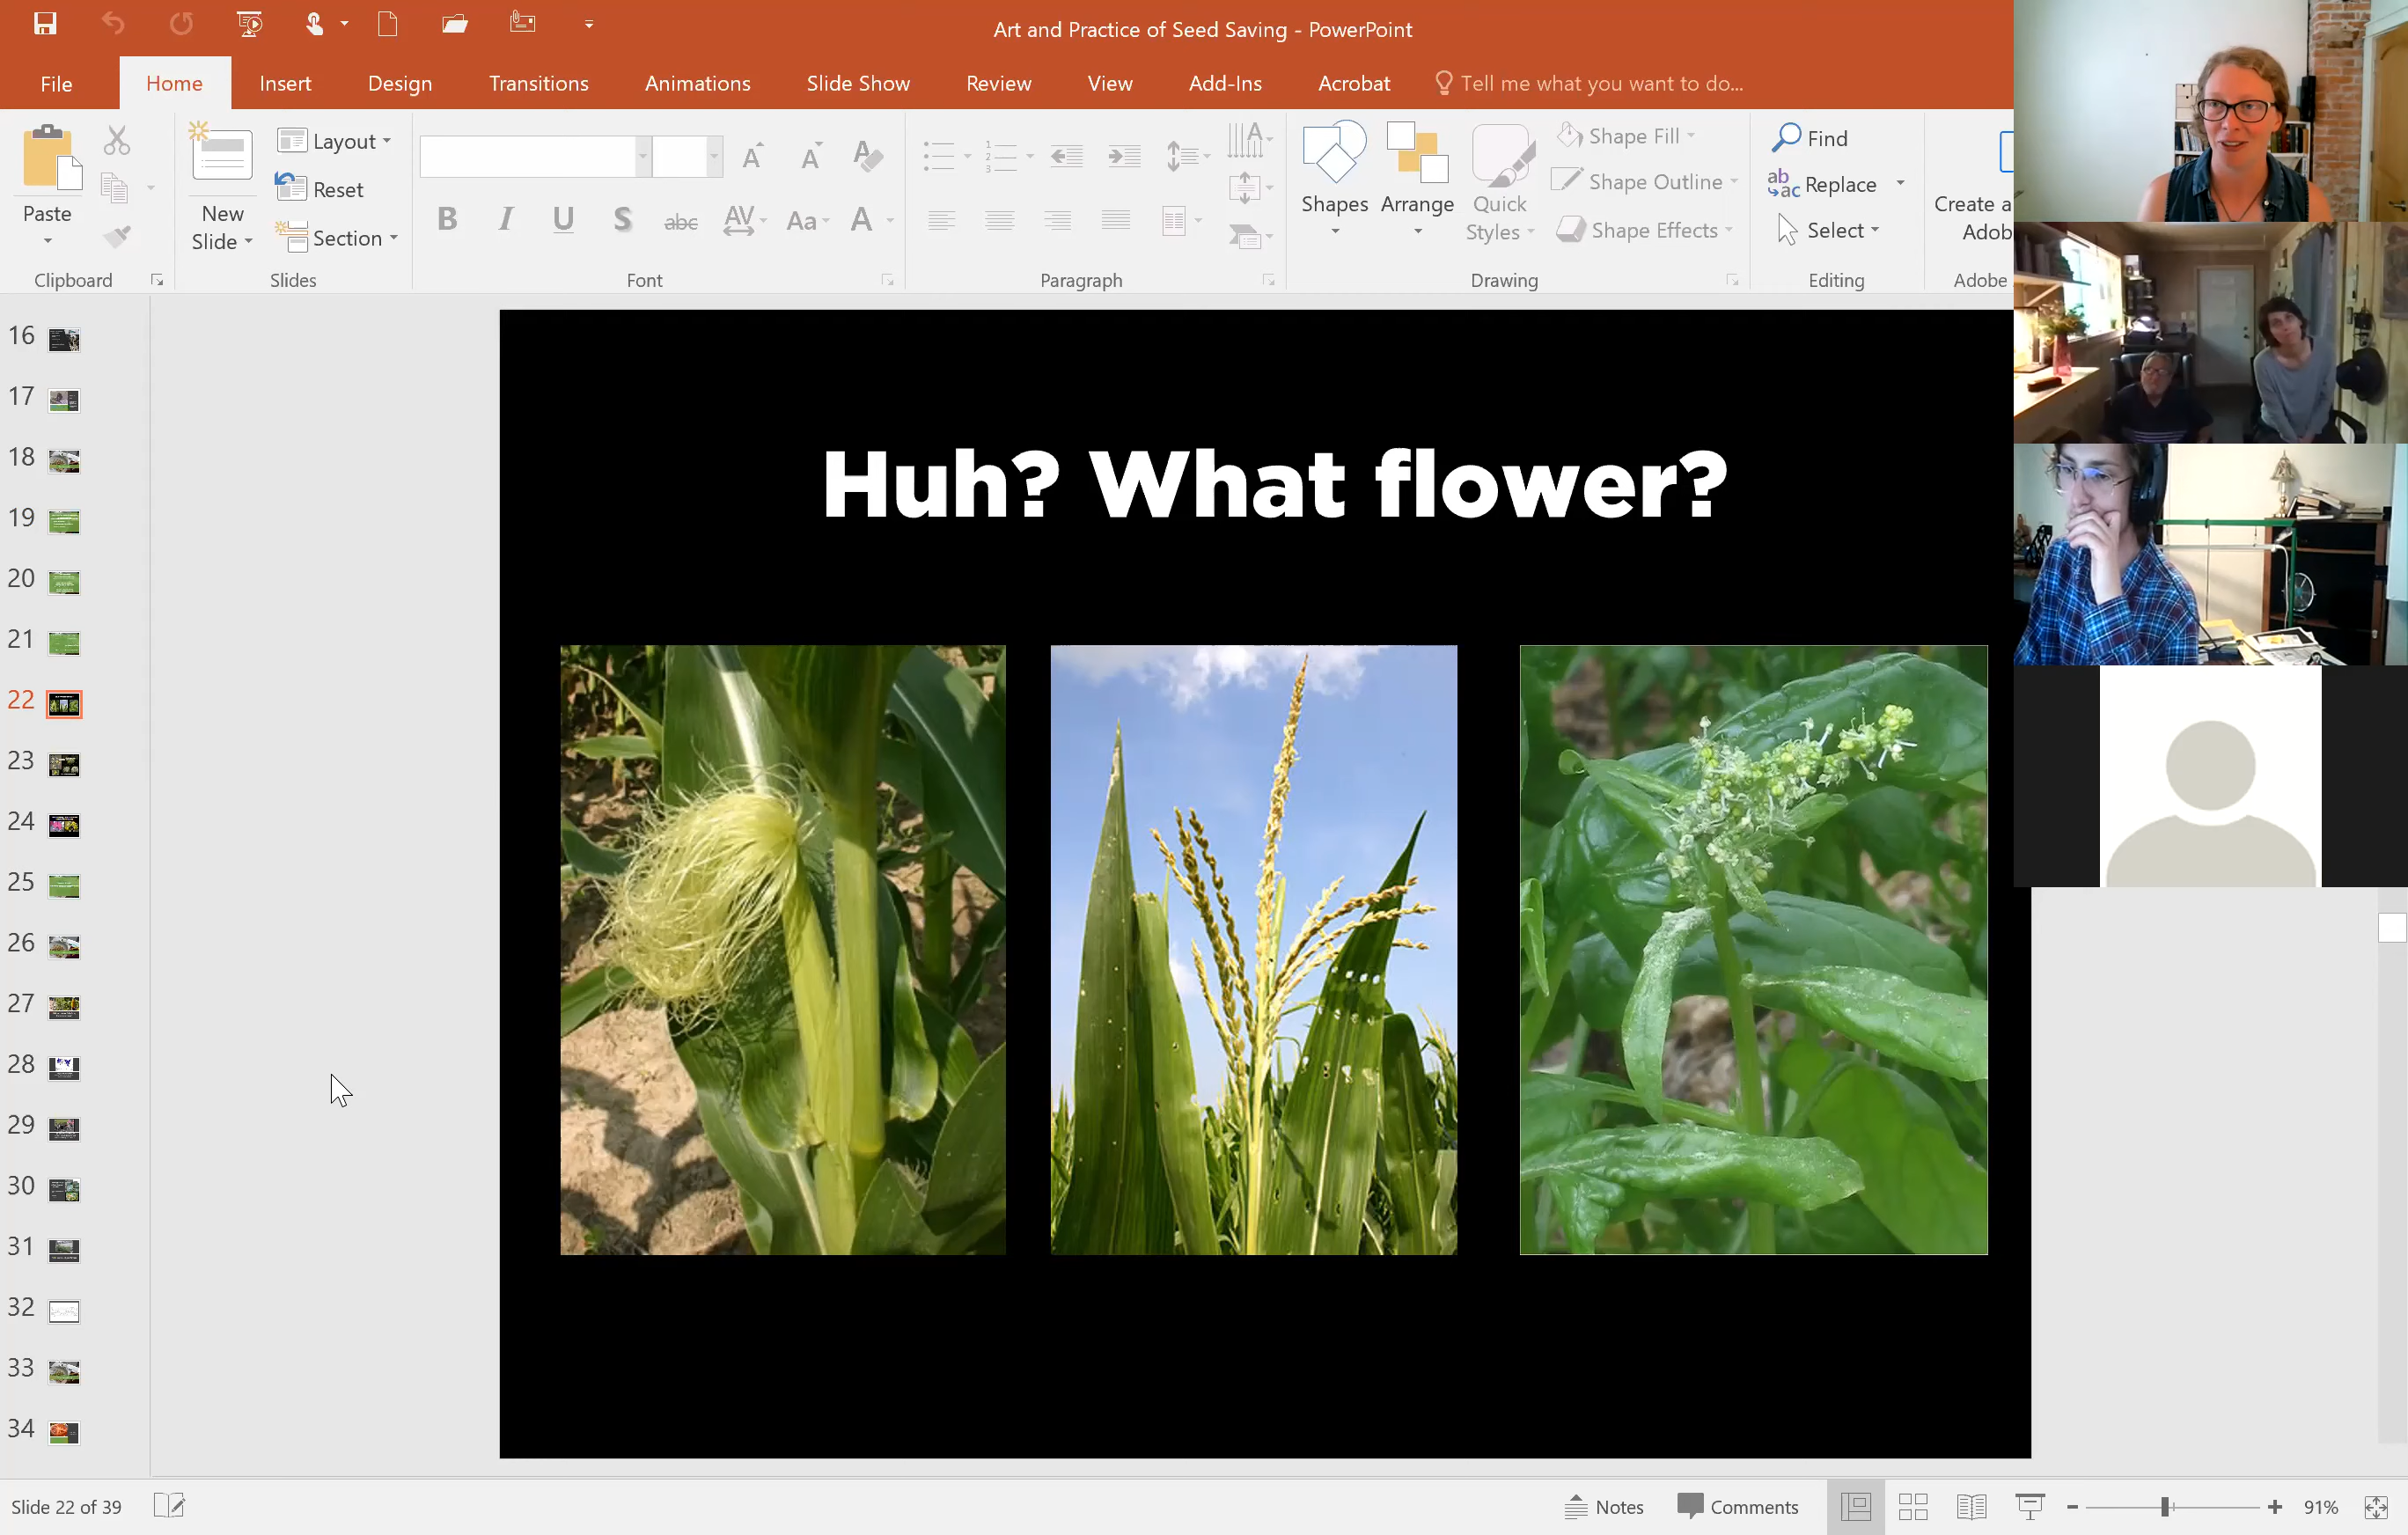 Art and Practice of Seed Saving - PowerPoint
File
Home
Insert
Design
Transitions
Animations
Slide Show
Review
View
Add-Ins
Acrobat
Tell me what you want to do...
Paste
Clipboard
New
Slide
Layout
Reset
Section
Slides
B I U S abc AV Aa A
Font
Paragraph
Shapes
Arrange
Quick
Styles
Shape Fill
Shape Outline
Shape Effects
Drawing
Find
Replace
Select
Editing
Create a
Adob
Adobe
16
17
18
19
20
21
22
23
24
25
26
27
28
29
30
31
32
33
34
Huh? What flower?
Slide 22 of 39
Notes
Comments
91%